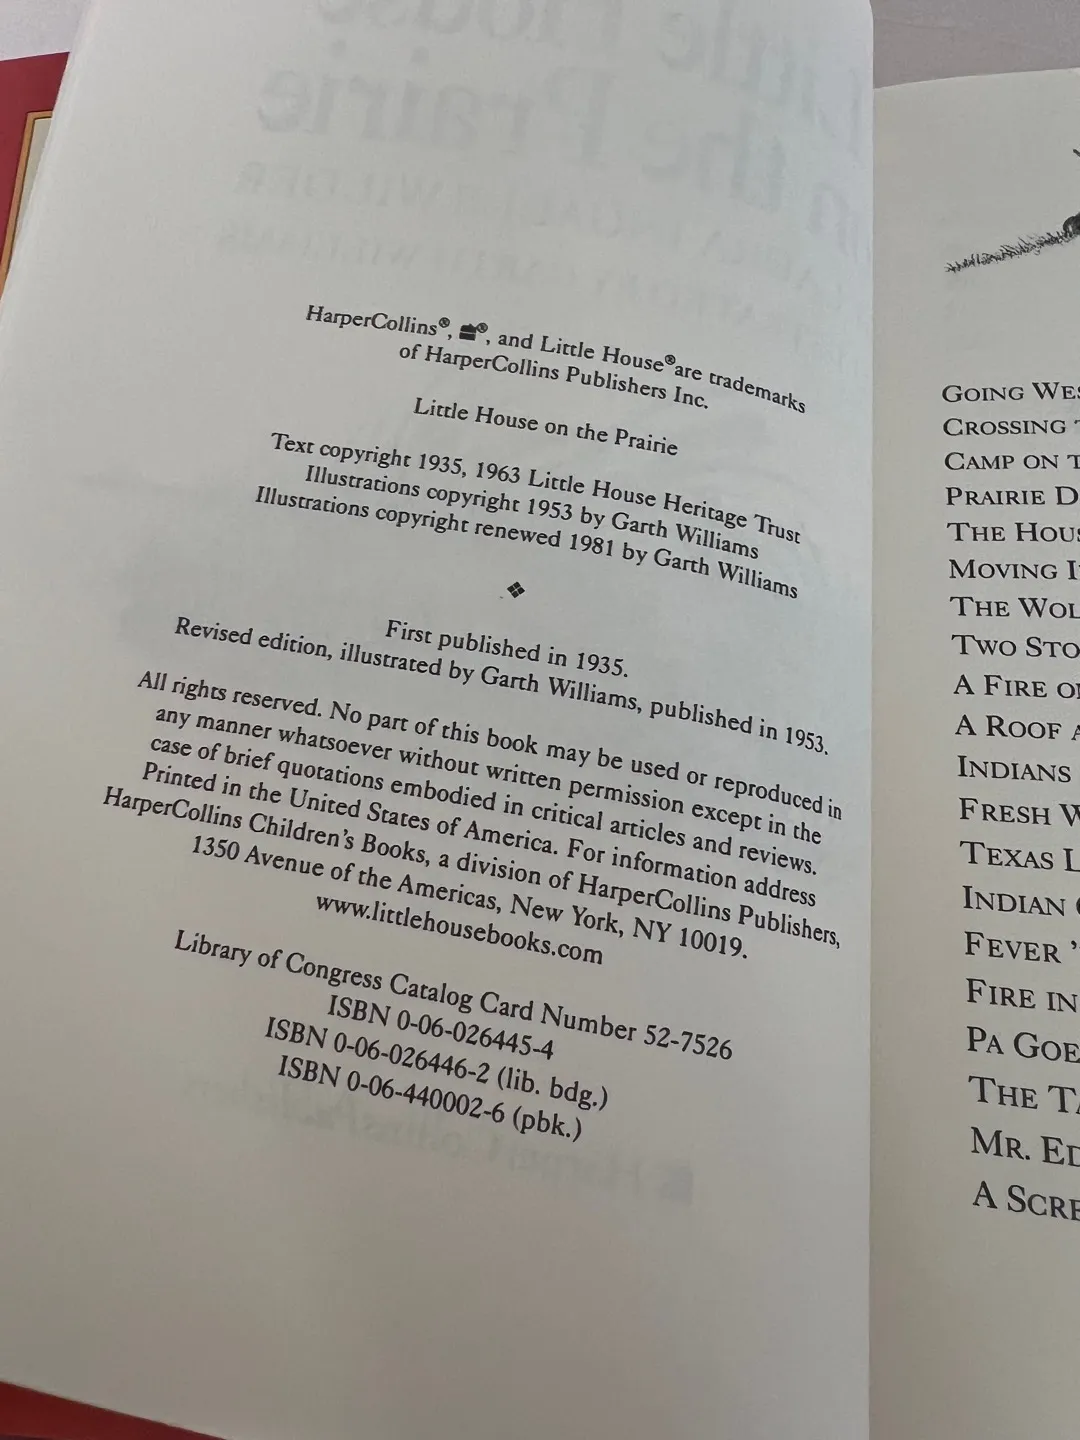 HarperCollins®, ®, and Little House® are trademarks
of HarperCollins Publishers Inc.
Little House on the Prairie
Text copyright 1935, 1963 Little House Heritage Trust
Illustrations copyright 1953 by Garth Williams
Illustrations copyright renewed 1981 by Garth Williams
First published in 1935.
Revised edition, illustrated by Garth Williams, published in 1953.
All rights reserved. No part of this book may be used or reproduced in
any manner whatsoever without written permission except in the
case of brief quotations embodied in critical articles and reviews.
Printed in the United States of America. For information address
HarperCollins Children's Books, a division of HarperCollins Publishers,
1350 Avenue of the Americas, New York, NY 10019.
www.littlehousebooks.com
Library of Congress Catalog Card Number 52-7526
ISBN 0-06-026445-4
ISBN 0-06-026446-2 (lib. bdg.)
ISBN 0-06-440002-6 (pbk.)
GOING
CROSSING
CAMP ON
PRAIRIE
THE
MOVING
THE
TWO
A FIRE
A ROOF
INDIANS
FRESH
TEXAS
INDIAN
FEVER
FIRE IN
PA
THE
MR.
A